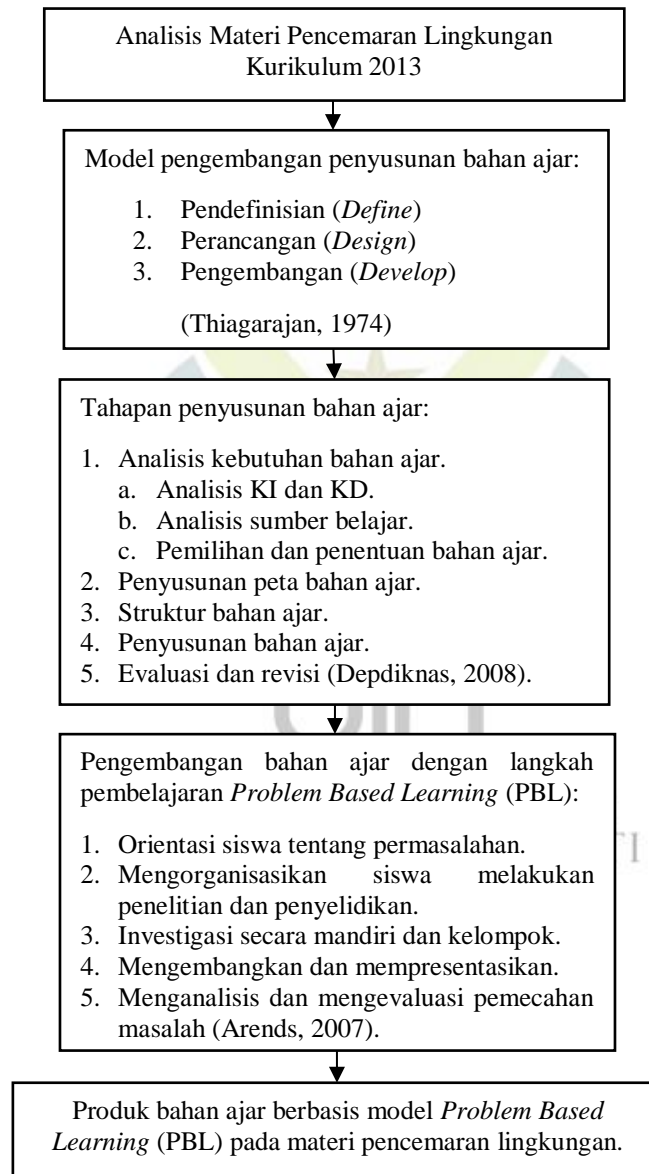 Analisis Materi Pencemaran Lingkungan
Kurikulum 2013
Model pengembangan penyusunan bahan ajar:
1. Pendefinisian (Define)
2. Perancangan (Design)
3. Pengembangan (Develop)
(Thiagarajan, 1974)
Tahapan penyusunan bahan ajar:
1. Analisis kebutuhan bahan ajar.
a. Analisis KI dan KD.
b. Analisis sumber belajar.
c. Pemilihan dan penentuan bahan ajar.
2. Penyusunan peta bahan ajar.
3. Struktur bahan ajar.
4. Penyusunan bahan ajar.
5. Evaluasi dan revisi (Depdiknas, 2008).
Pengembangan bahan ajar dengan langkah
pembelajaran Problem Based Learning (PBL):
1. Orientasi siswa tentang permasalahan.
2. Mengorganisasikan siswa melakukan
penelitian dan penyelidikan.
3. Investigasi secara mandiri dan kelompok.
4. Mengembangkan dan mempresentasikan.
5. Menganalisis dan mengevaluasi pemecahan
masalah (Arends, 2007).
Produk bahan ajar berbasis model Problem Based
Learning (PBL) pada materi pencemaran lingkungan.